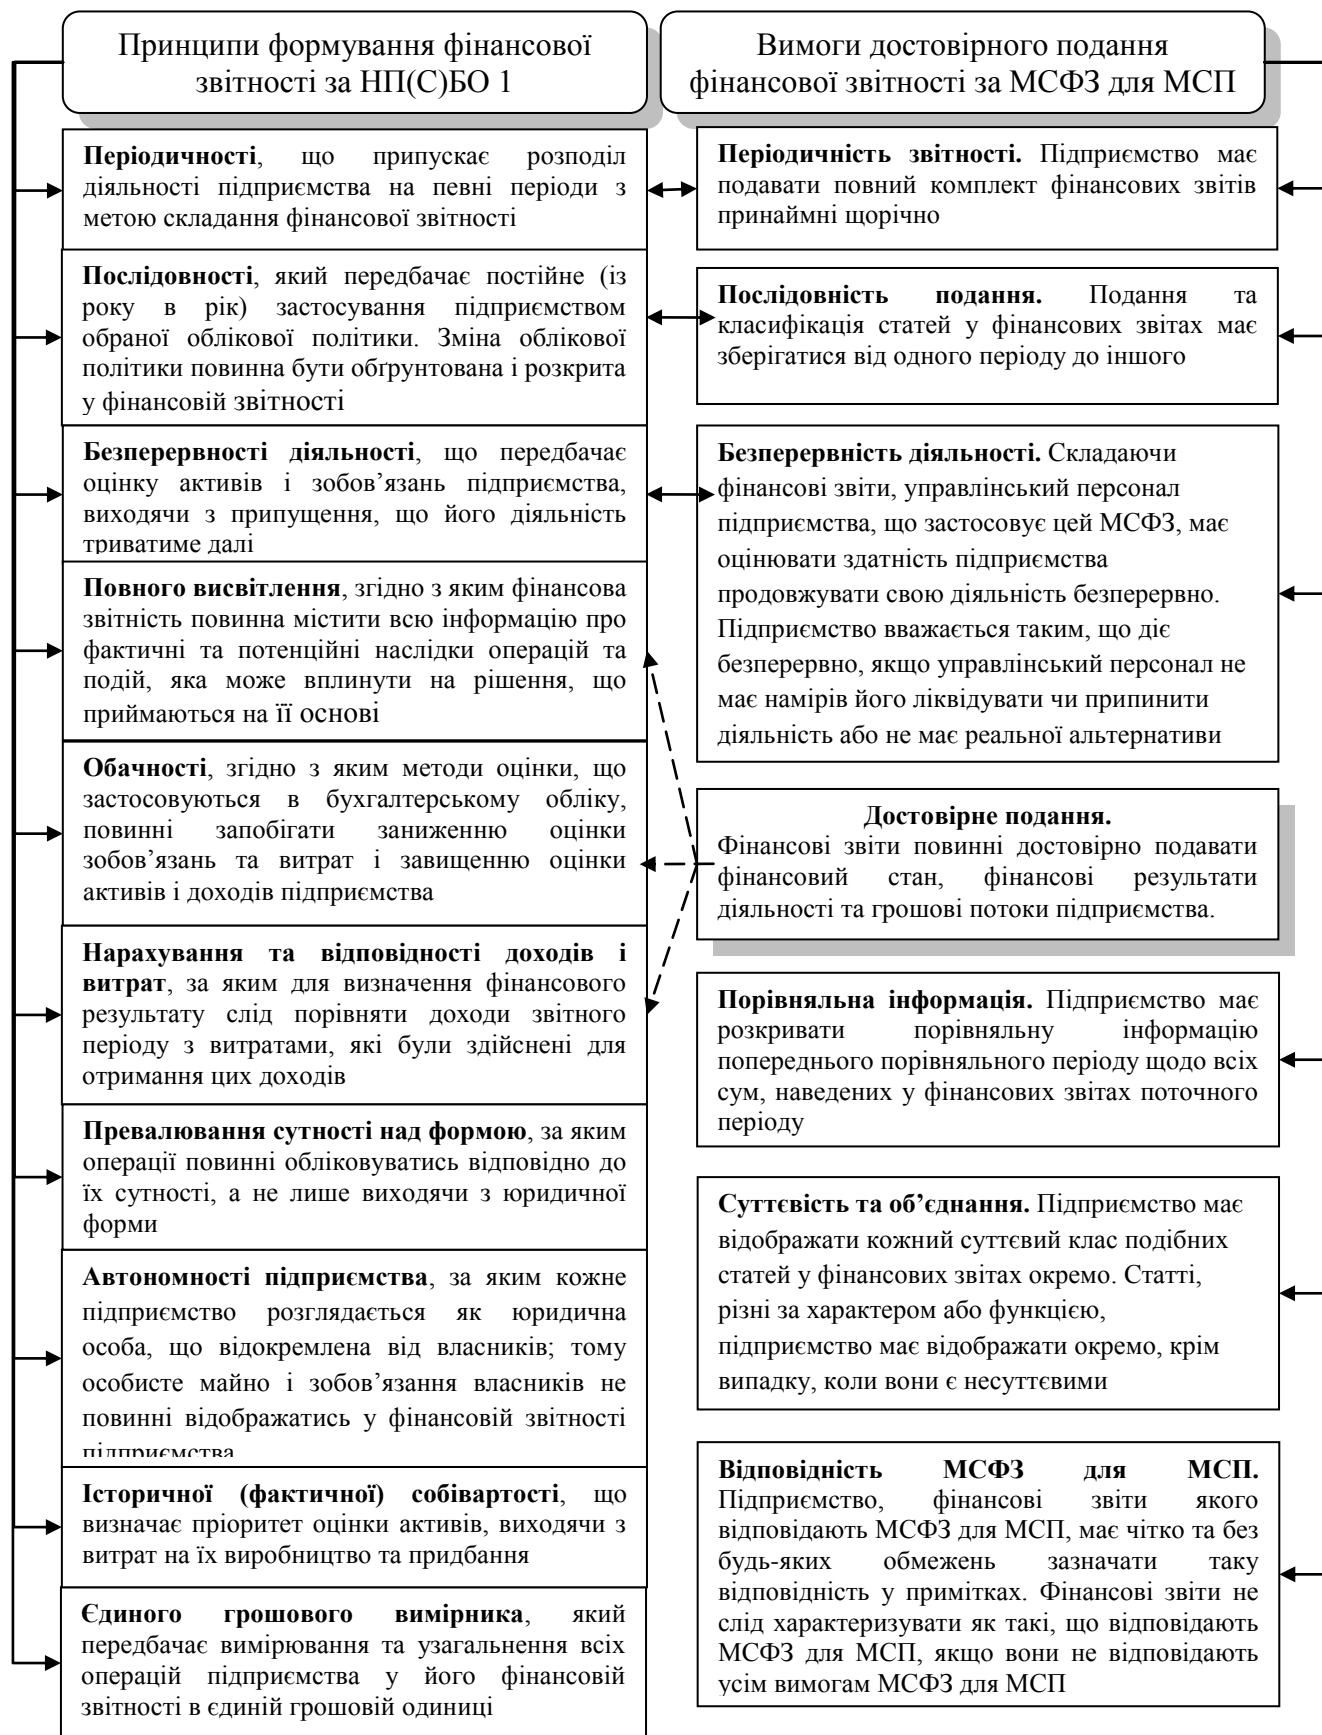 Принципи формування фінансової
звітності за НП(С)БО 1
Періодичності, що припускає розподіл
діяльності підприємства на певні періоди з
метою складання фінансової звітності
Послідовності, який передбачає постійне (із
року в рік) застосування підприємством
обраної облікової політики. Зміна облікової
політики повинна бути обґрунтована і розкрита
у фінансовій звітності
Безперервності діяльності, що передбачає
оцінку активів і зобов’язань підприємства,
виходячи з припущення, що його діяльність
триватиме далі
Повного висвітлення, згідно з яким фінансова
звітність повинна містити всю інформацію про
фактичні та потенційні наслідки операцій та
подій, яка може вплинути на рішення, що
приймаються на її основі
Обачності, згідно з яким методи оцінки, що
застосовуються в бухгалтерському обліку,
повинні запобігати заниженню оцінки
зобов’язань та витрат і завищенню оцінки
активів і доходів підприємства
Нарахування та відповідності доходів і
витрат, за яким для визначення фінансового
результату слід порівняти доходи звітного
періоду з витратами, які були здійснені для
отримання цих доходів
Превалювання сутності над формою, за яким
операції повинні обліковуватись відповідно до
їх сутності, а не лише виходячи з юридичної
форми
Автономності підприємства, за яким кожне
підприємство розглядається як юридична
особа, що відокремлена від власників; тому
особисте майно і зобов’язання власників не
повинні відображатись у фінансовій звітності
підприємства
Історичної (фактичної) собівартості, що
визначає пріоритет оцінки активів, виходячи з
витрат на їх виробництво та придбання
Єдиного грошового вимірника, який
передбачає вимірювання та узагальнення всіх
операцій підприємства у його фінансовій
звітності в єдиній грошовій одиниці
Вимоги достовірного подання
фінансової звітності за МСФЗ для МСП
Періодичність звітності. Підприємство має
подавати повний комплект фінансових звітів
принаймні щорічно
Послідовність подання. Подання та
класифікація статей у фінансових звітах має
зберігатися від одного періоду до іншого
Безперервність діяльності. Складаючи
фінансові звіти, управлінський персонал
підприємства, що застосовує цей МСФЗ, має
оцінювати здатність підприємства
продовжувати свою діяльність безперервно.
Підприємство вважається таким, що діє
безперервно, якщо управлінський персонал не
має намірів його ліквідувати чи припинити
діяльність або не має реальної альтернативи
Достовірне подання.
Фінансові звіти повинні достовірно подавати
фінансовий стан, фінансові результати
діяльності та грошові потоки підприємства.
Порівняльна інформація. Підприємство має
розкривати порівняльну інформацію
попереднього порівняльного періоду щодо всіх
сум, наведених у фінансових звітах поточного
періоду
Суттєвість та об’єднання. Підприємство має
відображати кожний суттєвий клас подібних
статей у фінансових звітах окремо. Статті,
різні за характером або функцією,
підприємство має відображати окремо, крім
випадку, коли вони є несуттєвими
Відповідність МСФЗ для МСП.
Підприємство, фінансові звіти якого
відповідають МСФЗ для МСП, має чітко та без
будь-яких обмежень зазначати таку
відповідність у примітках. Фінансові звіти не
слід характеризувати як такі, що відповідають
МСФЗ для МСП, якщо вони не відповідають
усім вимогам МСФЗ для МСП